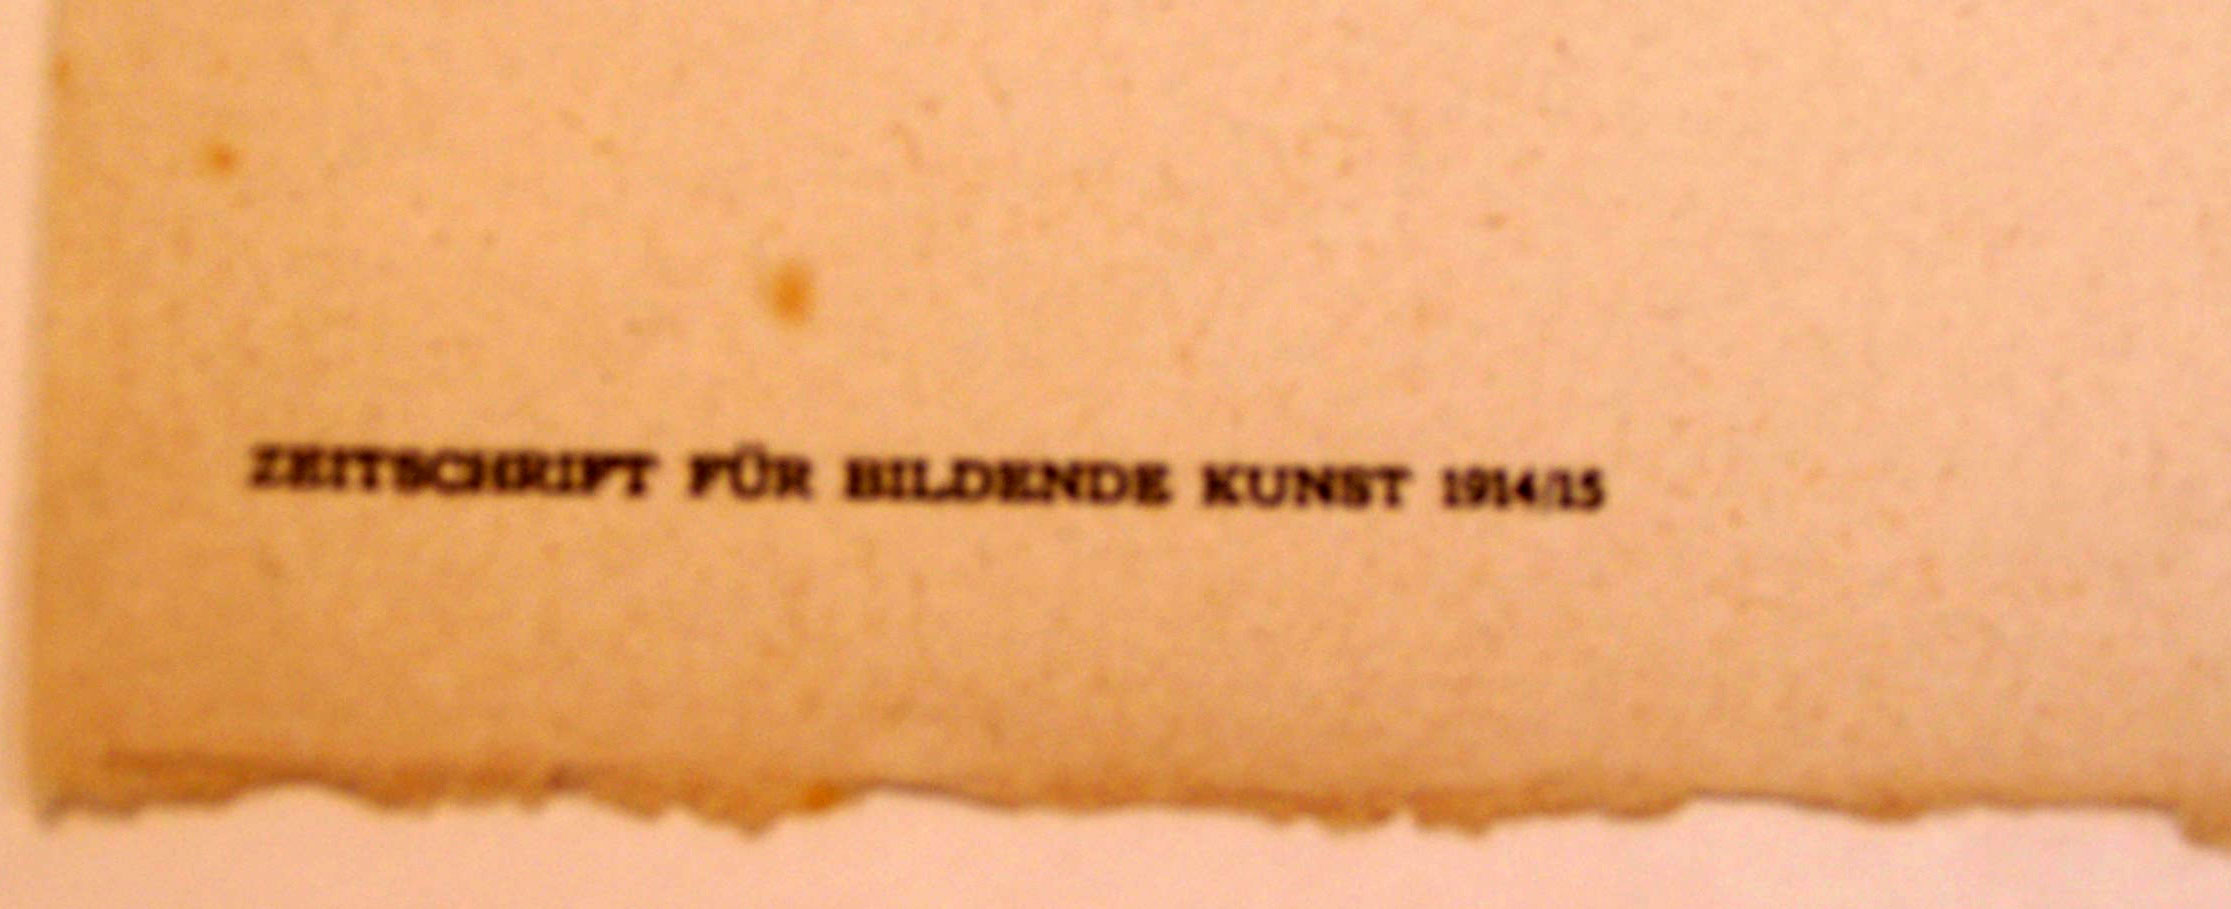 ZEITSCHRIFT FÜR BILDENDE KUNST 1914/15